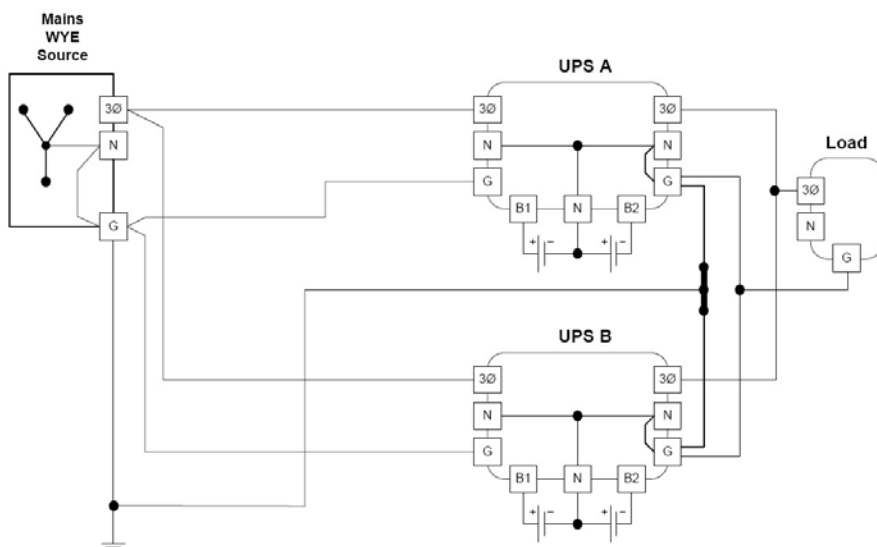 Mains
WYE
Source
3Ø
N
G
UPS A
3Ø
3Ø
N
N
G
G
B1
N
B2
+ − + −
Load
3Ø
N
G
UPS B
3Ø
3Ø
N
N
G
G
B1
N
B2
+ − + −